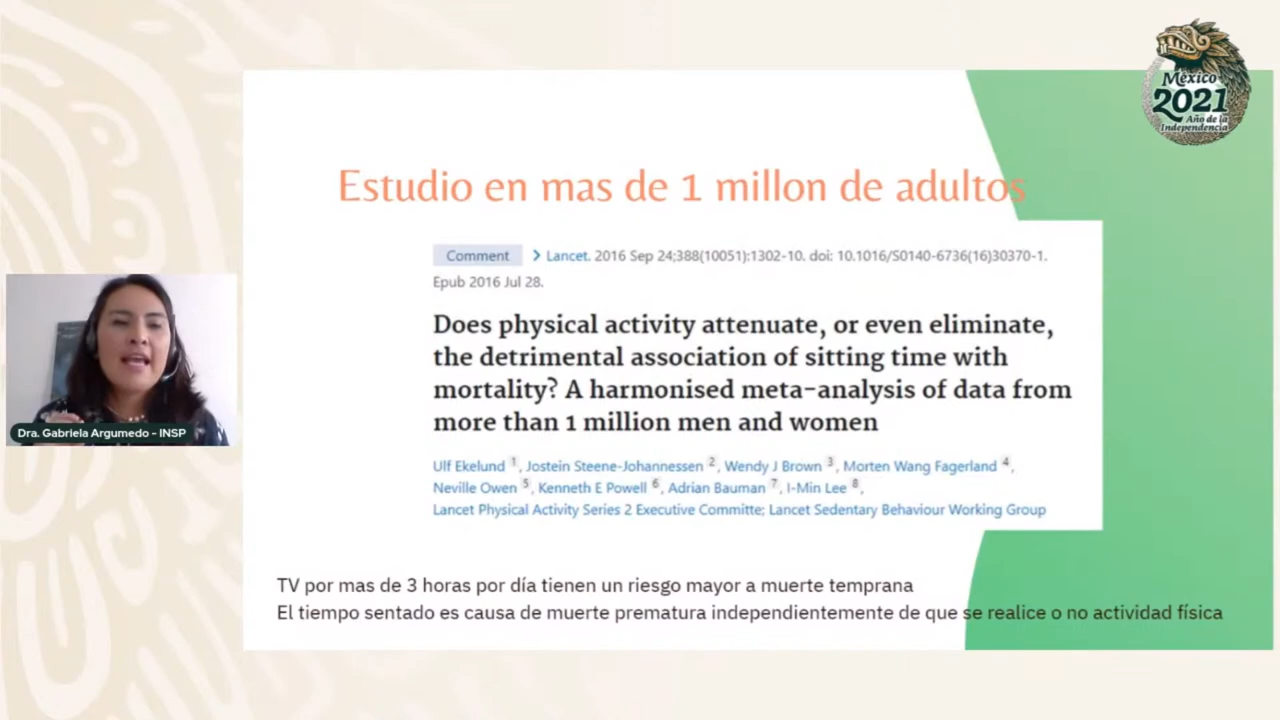 México
2021
Año de la
Independencia
Estudio en mas de 1 millon de adultos
Comment > Lancet. 2016 Sep 24;388(10051):1302-10. doi: 10.1016/S0140-6736(16)30370-1.
Epub 2016 Jul 28.
Does physical activity attenuate, or even eliminate,
the detrimental association of sitting time with
mortality? A harmonised meta-analysis of data from
more than 1 million men and women
Ulf Ekelund 1, Jostein Steene-Johannessen 2, Wendy J Brown 3, Morten Wang Fagerland 4,
Neville Owen 5, Kenneth E Powell 6, Adrian Bauman 7, I-Min Lee 8,
Lancet Physical Activity Series 2 Executive Committe; Lancet Sedentary Behaviour Working Group
Dra. Gabriela Argumedo - INSP
TV por mas de 3 horas por día tienen un riesgo mayor a muerte temprana
El tiempo sentado es causa de muerte prematura independientemente de que se realice o no actividad física